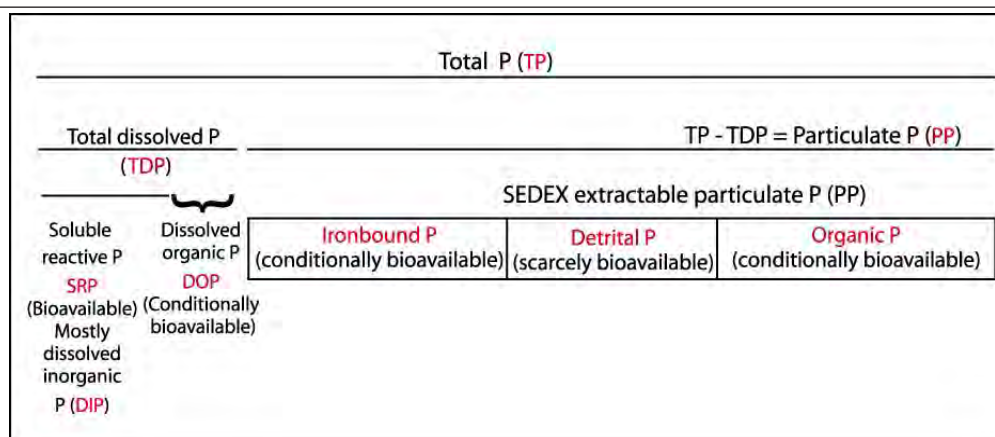 Total P (TP)
Total dissolved P
(TDP)
TP - TDP = Particulate P (PP)
SEDEX extractable particulate P (PP)
Soluble
reactive P
SRP
(Bioavailable)
Mostly
dissolved
inorganic
P (DIP)
Dissolved
organic P
DOP
(Conditionally
bioavailable)
Ironbound P
(conditionally bioavailable)
Detrital P
(scarcely bioavailable)
Organic P
(conditionally bioavailable)